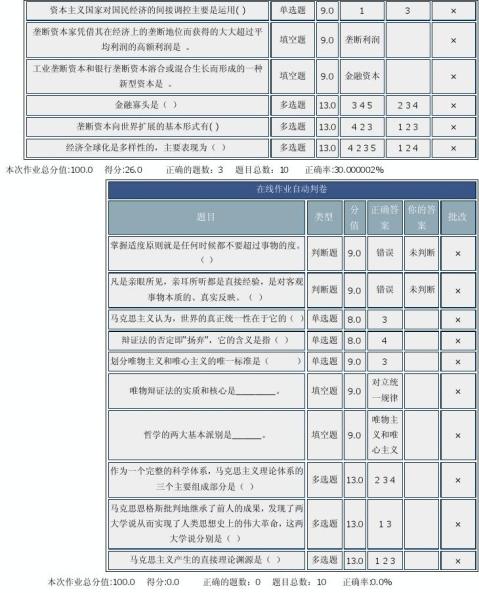 资本主义国家对国民经济的间接调控主要是运用( ) 单选题 9.0 1 3 ×
垄断资本家凭借其在经济上的垄断地位而获得的大大超过平
均利润的高额利润是 。 填空题 9.0 垄断利润 ×
工业垄断资本和银行垄断资本溶合或混合生长而形成的一种
新型资本是 。 填空题 9.0 金融资本 ×
金融寡头是（ ） 多选题 13.0 3 4 5 2 3 4 ×
垄断资本向世界扩展的基本形式有( ) 多选题 13.0 4 2 3 1 2 3 ×
经济全球化是多样性的，主要表现为（ ） 多选题 13.0 4 2 3 5 1 2 4 ×
本次作业总分值:100.0 得分:26.0 正确的题数：3 题目总数：10 正确率:30.000002%
在线作业自动判卷
题目 类型 分值 正确答案 你的答案 批改
掌握适度原则就是任何时候都不要超过事物的度。
（ ） 判断题 9.0 错误 未判断 ×
凡是亲眼所见，亲耳所听都是直接经验，是对客观
事物本质的、真实反映。（ ） 判断题 9.0 错误 未判断 ×
马克思主义认为，世界的真正统一性在于它的（ ） 单选题 8.0 3 ×
辩证法的否定即"扬弃"，它的含义是指（ ） 单选题 8.0 4 ×
划分唯物主义和唯心主义的唯一标准是（ ） 单选题 9.0 3 ×
唯物辩证法的实质和核心是________。 填空题 9.0 对立统
一规律 ×
哲学的两大基本派别是______。 填空题 9.0 唯物主
义和唯
心主义 ×
作为一个完整的科学体系，马克思主义理论体系的
三个主要组成部分是（ ） 多选题 13.0 2 3 4 ×
马克思恩格斯批判地继承了前人的成果，发现了两
大学说从而实现了人类思想史上的伟大革命，这两
大学说分别是（ ） 多选题 13.0 1 3 ×
马克思主义产生的直接理论渊源是（ ） 多选题 13.0 1 2 3 ×
本次作业总分值:100.0 得分:0.0 正确的题数：0 题目总数：10 正确率:0.0%